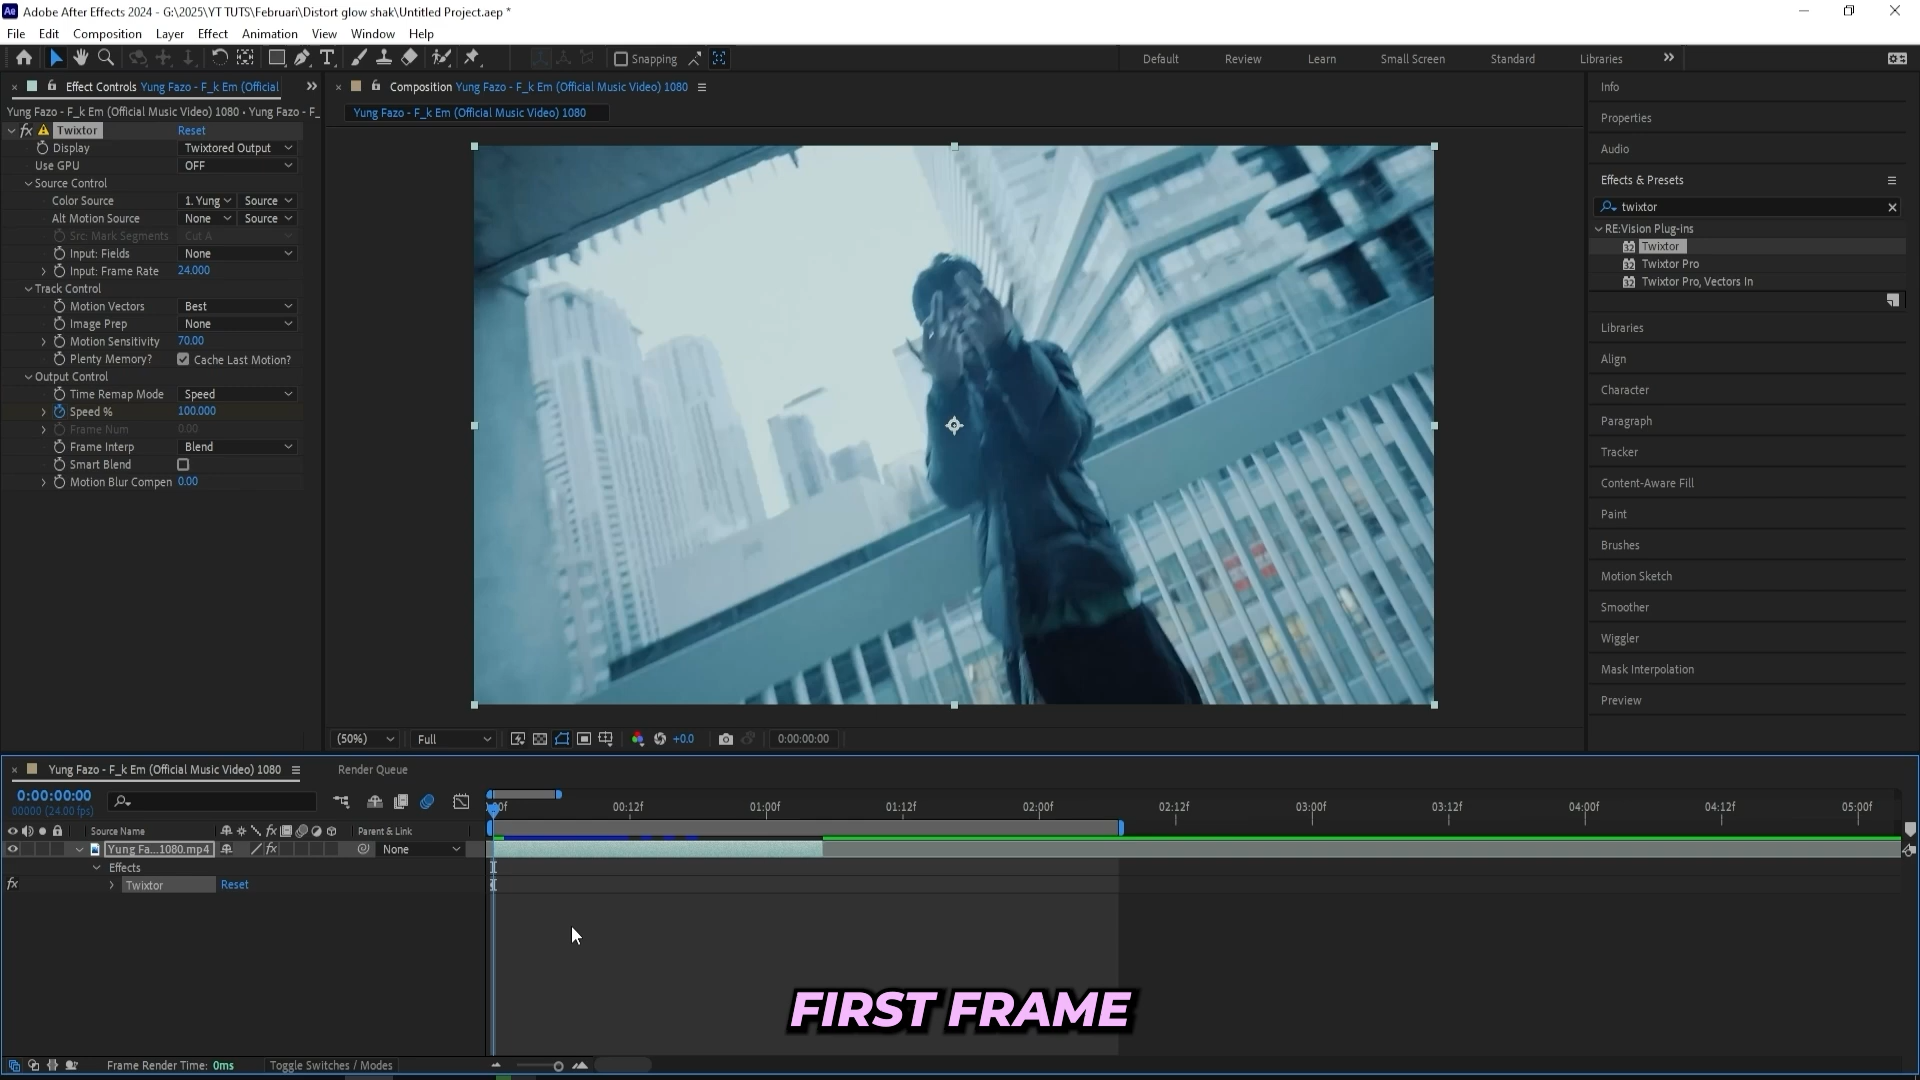 Ae Adobe After Effects 2024 - G:\2025\YT TUTS\Februari\Distort glow shak\Untitled Project.aep *
File Edit Composition Layer Effect Animation View Window Help
Snapping
Default Review Learn Small Screen Standard Libraries
Effect Controls Yung Fazo - F_k Em (Official
Yung Fazo - F_k Em (Official Music Video) 1080 • Yung Fazo - F_
fx Twixtor Reset
Display Twixtored Output
Use GPU OFF
Source Control
Color Source 1. Yung Source
Alt Motion Source None Source
Src: Mark Segments Cut A
Input: Fields None
Input: Frame Rate 24.000
Track Control
Motion Vectors Best
Image Prep None
Motion Sensitivity 70.00
Plenty Memory? Cache Last Motion?
Output Control
Time Remap Mode Speed
Speed % 100.000
Frame Num 0.00
Frame Interp Blend
Smart Blend
Motion Blur Compen 0.00
Composition Yung Fazo - F_k Em (Official Music Video) 1080
Yung Fazo - F_k Em (Official Music Video) 1080
(50%) Full +0.0 0:00:00:00
Info
Properties
Audio
Effects & Presets
twixtor
RE:Vision Plug-ins
32 Twixtor
32 Twixtor Pro
32 Twixtor Pro, Vectors In
Libraries
Align
Character
Paragraph
Tracker
Content-Aware Fill
Paint
Brushes
Motion Sketch
Smoother
Wiggler
Mask Interpolation
Preview
Yung Fazo - F_k Em (Official Music Video) 1080 Render Queue
0:00:00:00
00000 (24.00 fps)
00f 00:12f 01:00f 01:12f 02:00f 02:12f 03:00f 03:12f 04:00f 04:12f 05:00f
Source Name fx Parent & Link
Yung Fa...1080.mp4 fx None
Effects
fx Twixtor Reset
FIRST FRAME
Frame Render Time: 0ms Toggle Switches / Modes